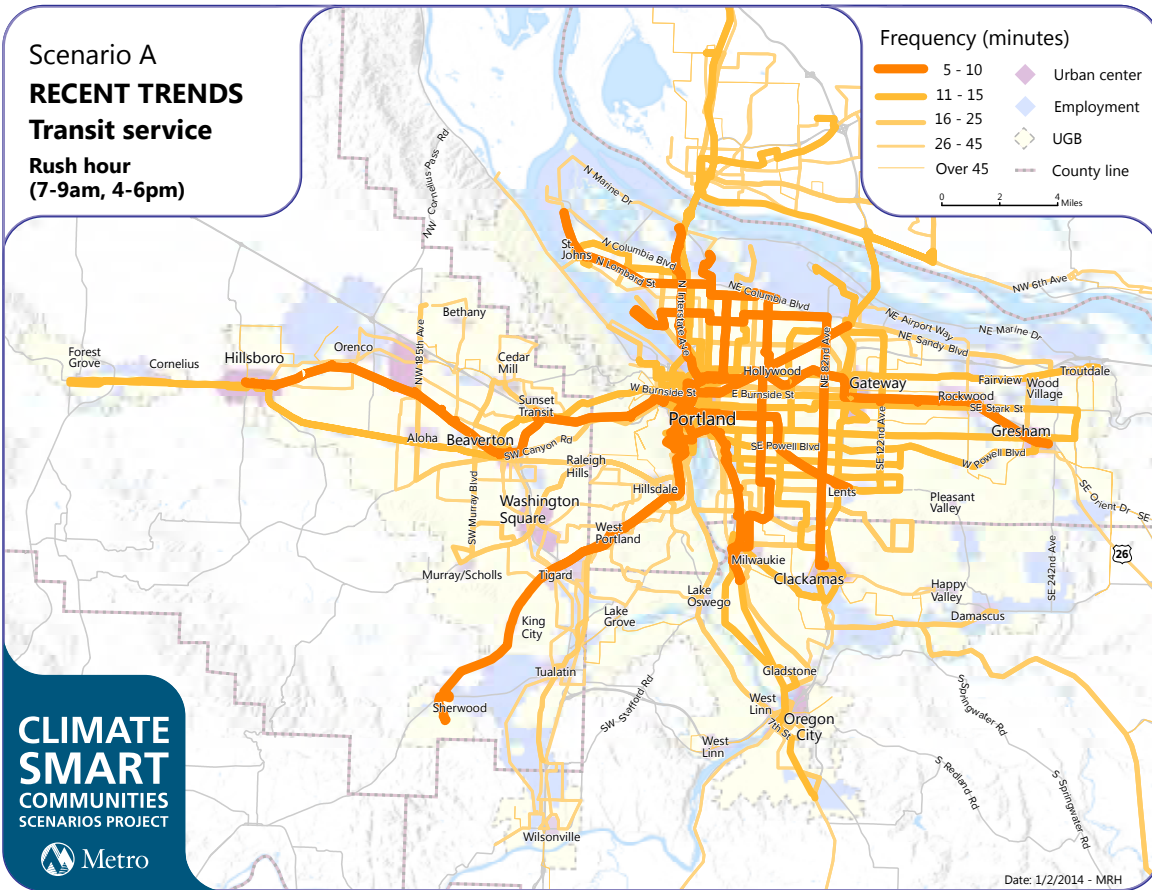 Scenario A
RECENT TRENDS
Transit service
Rush hour
(7-9am, 4-6pm)
Frequency (minutes)
5 - 10
11 - 15
16 - 25
26 - 45
Over 45
Urban center
Employment
UGB
County line
0 2 4 Miles
NW Cornelius Pass Rd
N Marine Dr
St.
Johns
N Columbia Blvd
N Lombard St
N Interstate Ave
NE Columbia Blvd
NW 6th Ave
NE Airport Way
NE Marine Dr
NE Sandy Blvd
NE 82nd Ave
Bethany
NW 185th Ave
Orenco
Forest
Grove
Cornelius
Hillsboro
Cedar
Mill
Hollywood
Gateway
Troutdale
Fairview
Wood
Village
Rockwood
W Burnside St
E Burnside St
SE Stark St
Sunset
Transit
Portland
Gresham
Aloha
Beaverton
SW Canyon Rd
SE Powell Blvd
SE 122nd Ave
W Powell Blvd
Raleigh
Hills
SW Murray Blvd
Hillsdale
Lents
Pleasant
Valley
SE Orient Dr
SE
Washington
Square
West
Portland
26
SE 242nd Ave
Milwaukie
Clackamas
Murray/Scholls
Tigard
Happy
Valley
Lake
Oswego
Lake
Grove
Damascus
King
City
Tualatin
Gladstone
Sherwood
SW Stafford Rd
West
Linn
7th St
Oregon
City
S Springwater Rd
West
Linn
S Redland Rd
S Springwater Rd
Wilsonville
CLIMATE
SMART
COMMUNITIES
SCENARIOS PROJECT
Metro
Date: 1/2/2014 - MRH